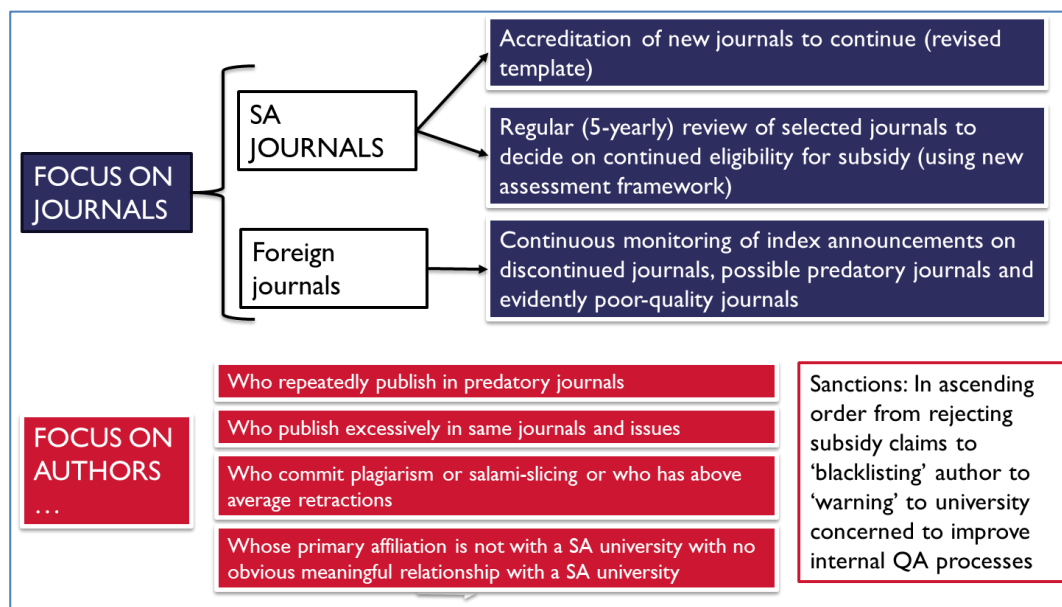 FOCUS ON
JOURNALS
SA
JOURNALS
Accreditation of new journals to continue (revised
template)
Regular (5-yearly) review of selected journals to
decide on continued eligibility for subsidy (using new
assessment framework)
Foreign
journals
Continuous monitoring of index announcements on
discontinued journals, possible predatory journals and
evidently poor-quality journals
FOCUS ON
AUTHORS
…
Who repeatedly publish in predatory journals
Who publish excessively in same journals and issues
Who commit plagiarism or salami-slicing or who has above
average retractions
Whose primary affiliation is not with a SA university with no
obvious meaningful relationship with a SA university
Sanctions: In ascending
order from rejecting
subsidy claims to
‘blacklisting’ author to
‘warning’ to university
concerned to improve
internal QA processes